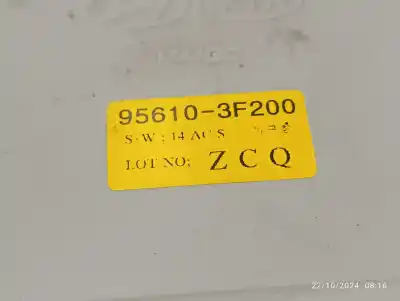 95610-3F200
S·W ; 14 AC S
LOT NO; Z C Q
22/10/2024 08:16